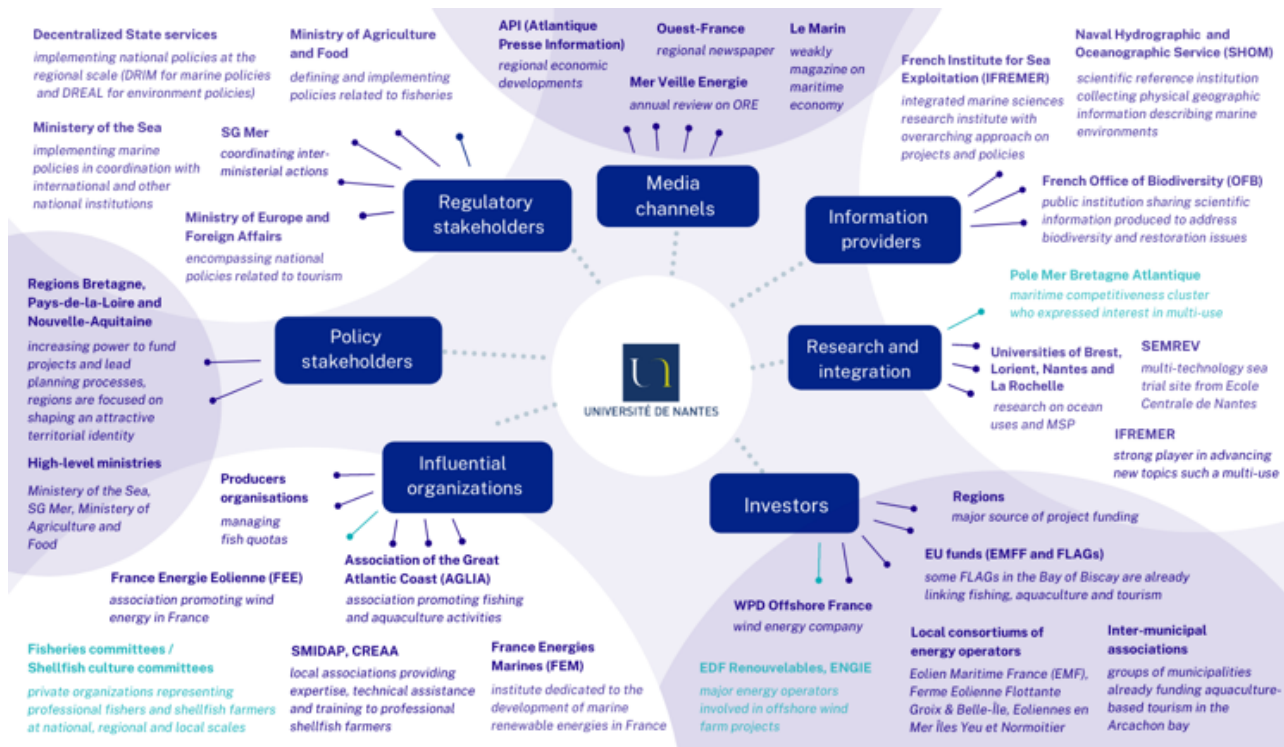 Decentralized State services
implementing national policies at the
regional scale (DRIM for marine policies
and DREAL for environment policies)
Ministry of Agriculture
and Food
defining and implementing
policies related to fisheries
Ministery of the Sea
implementing marine
policies in coordination with
international and other
national institutions
SG Mer
coordinating inter-
ministerial actions
Ministry of Europe and
Foreign Affairs
encompassing national
policies related to tourism
Regulatory
stakeholders
API (Atlantique
Presse Information)
regional economic
developments
Ouest-France
regional newspaper
Mer Veille Energie
annual review on ORE
Le Marin
weakly
magazine on
maritime
economy
Media
channels
French Institute for Sea
Exploitation (IFREMER)
integrated marine sciences
research institute with
overarching approach on
projects and policies
Naval Hydrographic and
Oceanographic Service (SHOM)
scientific reference institution
collecting physical geographic
information describing marine
environments
French Office of Biodiversity (OFB)
public institution sharing scientific
information produced to address
biodiversity and restoration issues
Information
providers
Regions Bretagne,
Pays-de-la-Loire and
Nouvelle-Aquitaine
increasing power to fund
projects and lead
planning processes,
regions are focused on
shaping an attractive
territorial identity
High-level ministries
Ministery of the Sea,
SG Mer, Ministery of
Agriculture and
Food
Policy
stakeholders
UNIVERSITÉ DE NANTES
Research and
integration
Pole Mer Bretagne Atlantique
maritime competitiveness cluster
who expressed interest in multi-use
Universities of Brest,
Lorient, Nantes and
La Rochelle
research on ocean
uses and MSP
SEMREV
multi-technology sea
trial site from Ecole
Centrale de Nantes
IFREMER
strong player in advancing
new topics such a multi-use
Influential
organizations
Producers
organisations
managing
fish quotas
France Energie Eolienne (FEE)
association promoting wind
energy in France
Association of the Great
Atlantic Coast (AGLIA)
association promoting fishing
and aquaculture activities
Fisheries committees /
Shellfish culture committees
private organizations representing
professional fishers and shellfish farmers
at national, regional and local scales
SMIDAP, CREAA
local associations providing
expertise, technical assistance
and training to professional
shellfish farmers
France Energies
Marines (FEM)
institute dedicated to the
development of marine
renewable energies in France
Investors
Regions
major source of project funding
EU funds (EMFF and FLAGs)
some FLAGs in the Bay of Biscay are already
linking fishing, aquaculture and tourism
WPD Offshore France
wind energy company
EDF Renouvelables, ENGIE
major energy operators
involved in offshore wind
farm projects
Local consortiums of
energy operators
Eolien Maritime France (EMF),
Ferme Eolienne Flottante
Groix & Belle-Île, Eoliennes en
Mer Îles Yeu et Normoitier
Inter-municipal
associations
groups of municipalities
already funding aquaculture-
based tourism in the
Arcachon bay